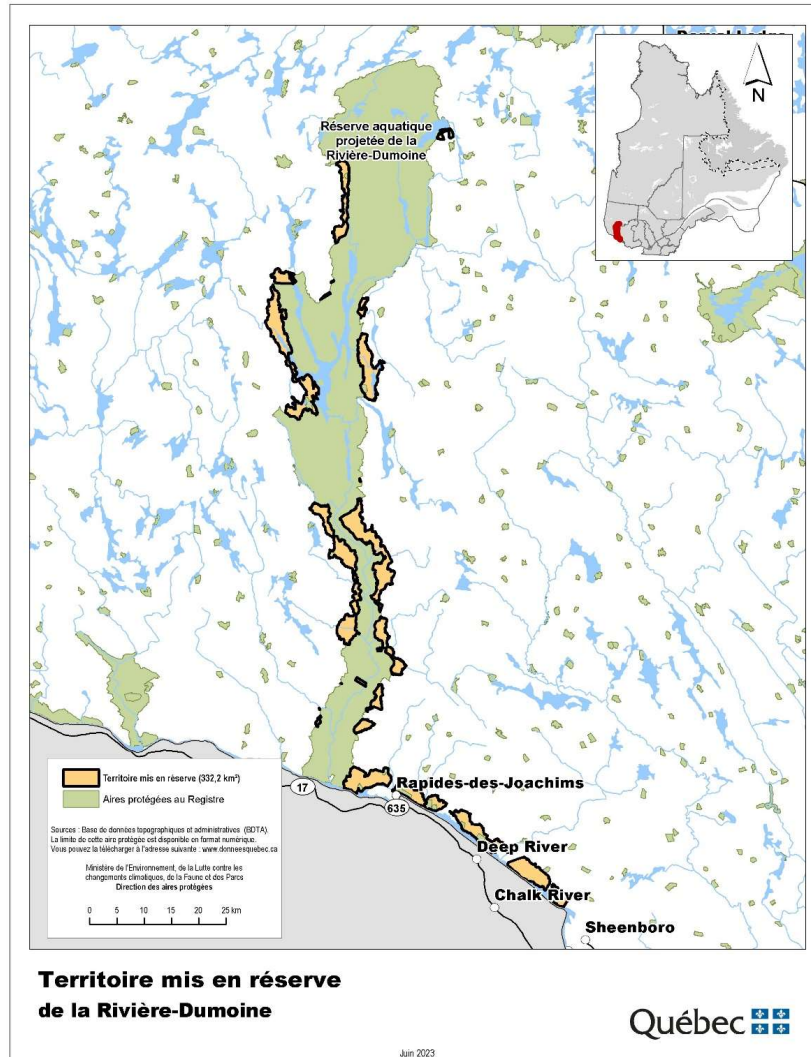 N
Réserve aquatique
projetée de la
Rivière-Dumoine
Territoire mis en réserve (332,2 km²)
Aires protégées au Registre
Sources : Base de données topographiques et administratives (BDTA).
La limite de cette aire protégée est disponible en format numérique.
Vous pouvez la télécharger à l'adresse suivante : www.donneesquebec.ca
Ministère de l'Environnement, de la Lutte contre les
changements climatiques, de la Faune et des Parcs
Direction des aires protégées
0 5 10 15 20 25 km
17
Rapides-des-Joachims
635
Deep River
Chalk River
Sheenboro
Territoire mis en réserve
de la Rivière-Dumoine
Québec
Juin 2023